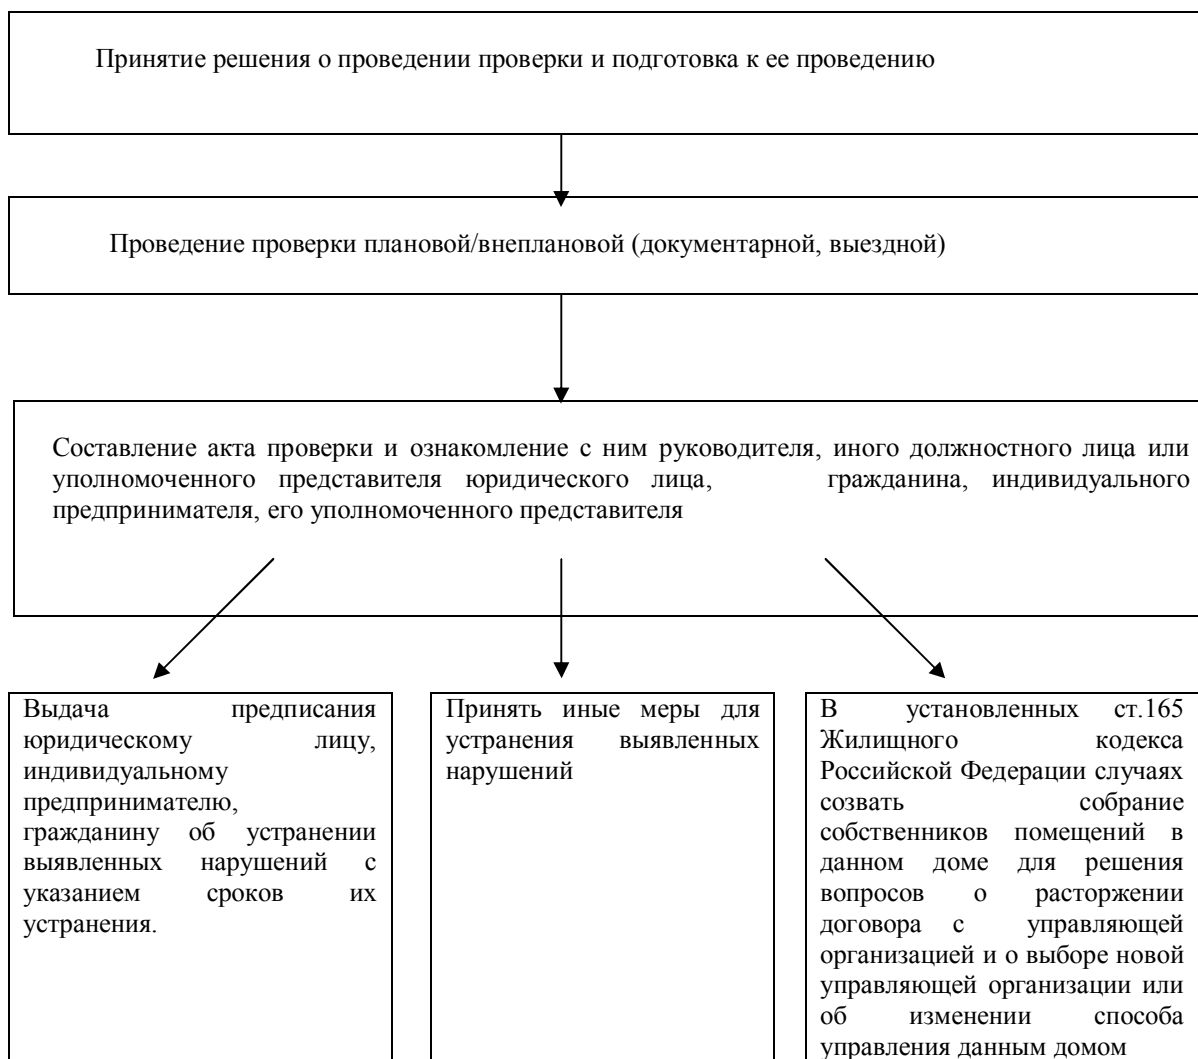 Принятие решения о проведении проверки и подготовка к ее проведению
Проведение проверки плановой/внеплановой (документарной, выездной)
Составление акта проверки и ознакомление с ним руководителя, иного должностного лица или
уполномоченного представителя юридического лица, гражданина, индивидуального
предпринимателя, его уполномоченного представителя
Выдача предписания
юридическому лицу,
индивидуальному
предпринимателю,
гражданину об устранении
выявленных нарушений с
указанием сроков их
устранения.
Принять иные меры для
устранения выявленных
нарушений
В установленных ст.165
Жилищного кодекса
Российской Федерации случаях
созвать собрание
собственников помещений в
данном доме для решения
вопросов о расторжении
договора с управляющей
организацией и о выборе новой
управляющей организации или
об изменении способа
управления данным домом